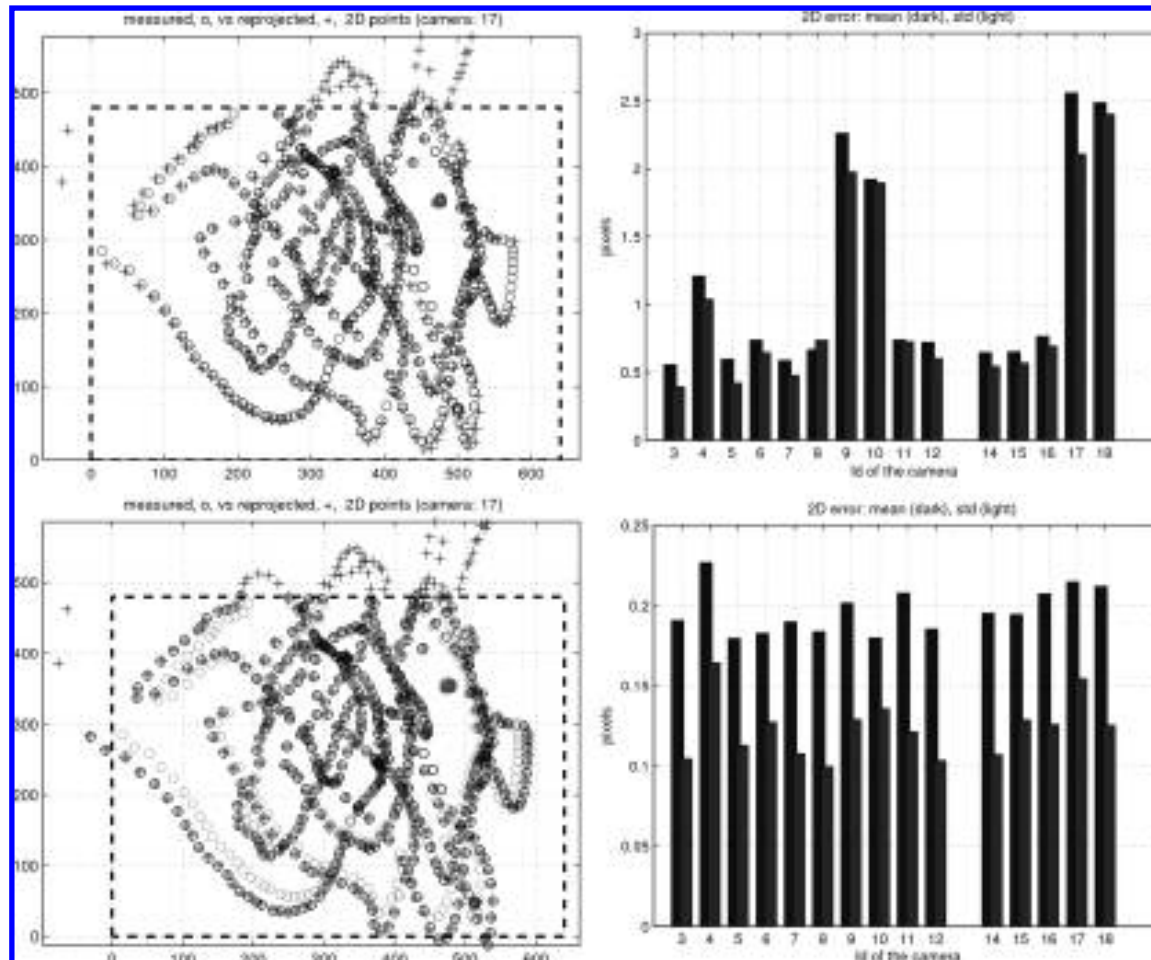 measured, o, vs reprojected, +, 2D points (camera: 17)
500
400
300
200
100
0
0 100 200 300 400 500 600
2D error: mean (dark), std (light)
3
2.5
2
1.5
1
0.5
0
pixels
3 4 5 6 7 8 9 10 11 12 14 15 16 17 18
Id of the camera
measured, o, vs reprojected, +, 2D points (camera: 17)
500
400
300
200
100
0
0 100 200 300 400 500 600
2D error: mean (dark), std (light)
0.25
0.2
0.15
0.1
0.05
0
pixels
3 4 5 6 7 8 9 10 11 12 14 15 16 17 18
Id of the camera